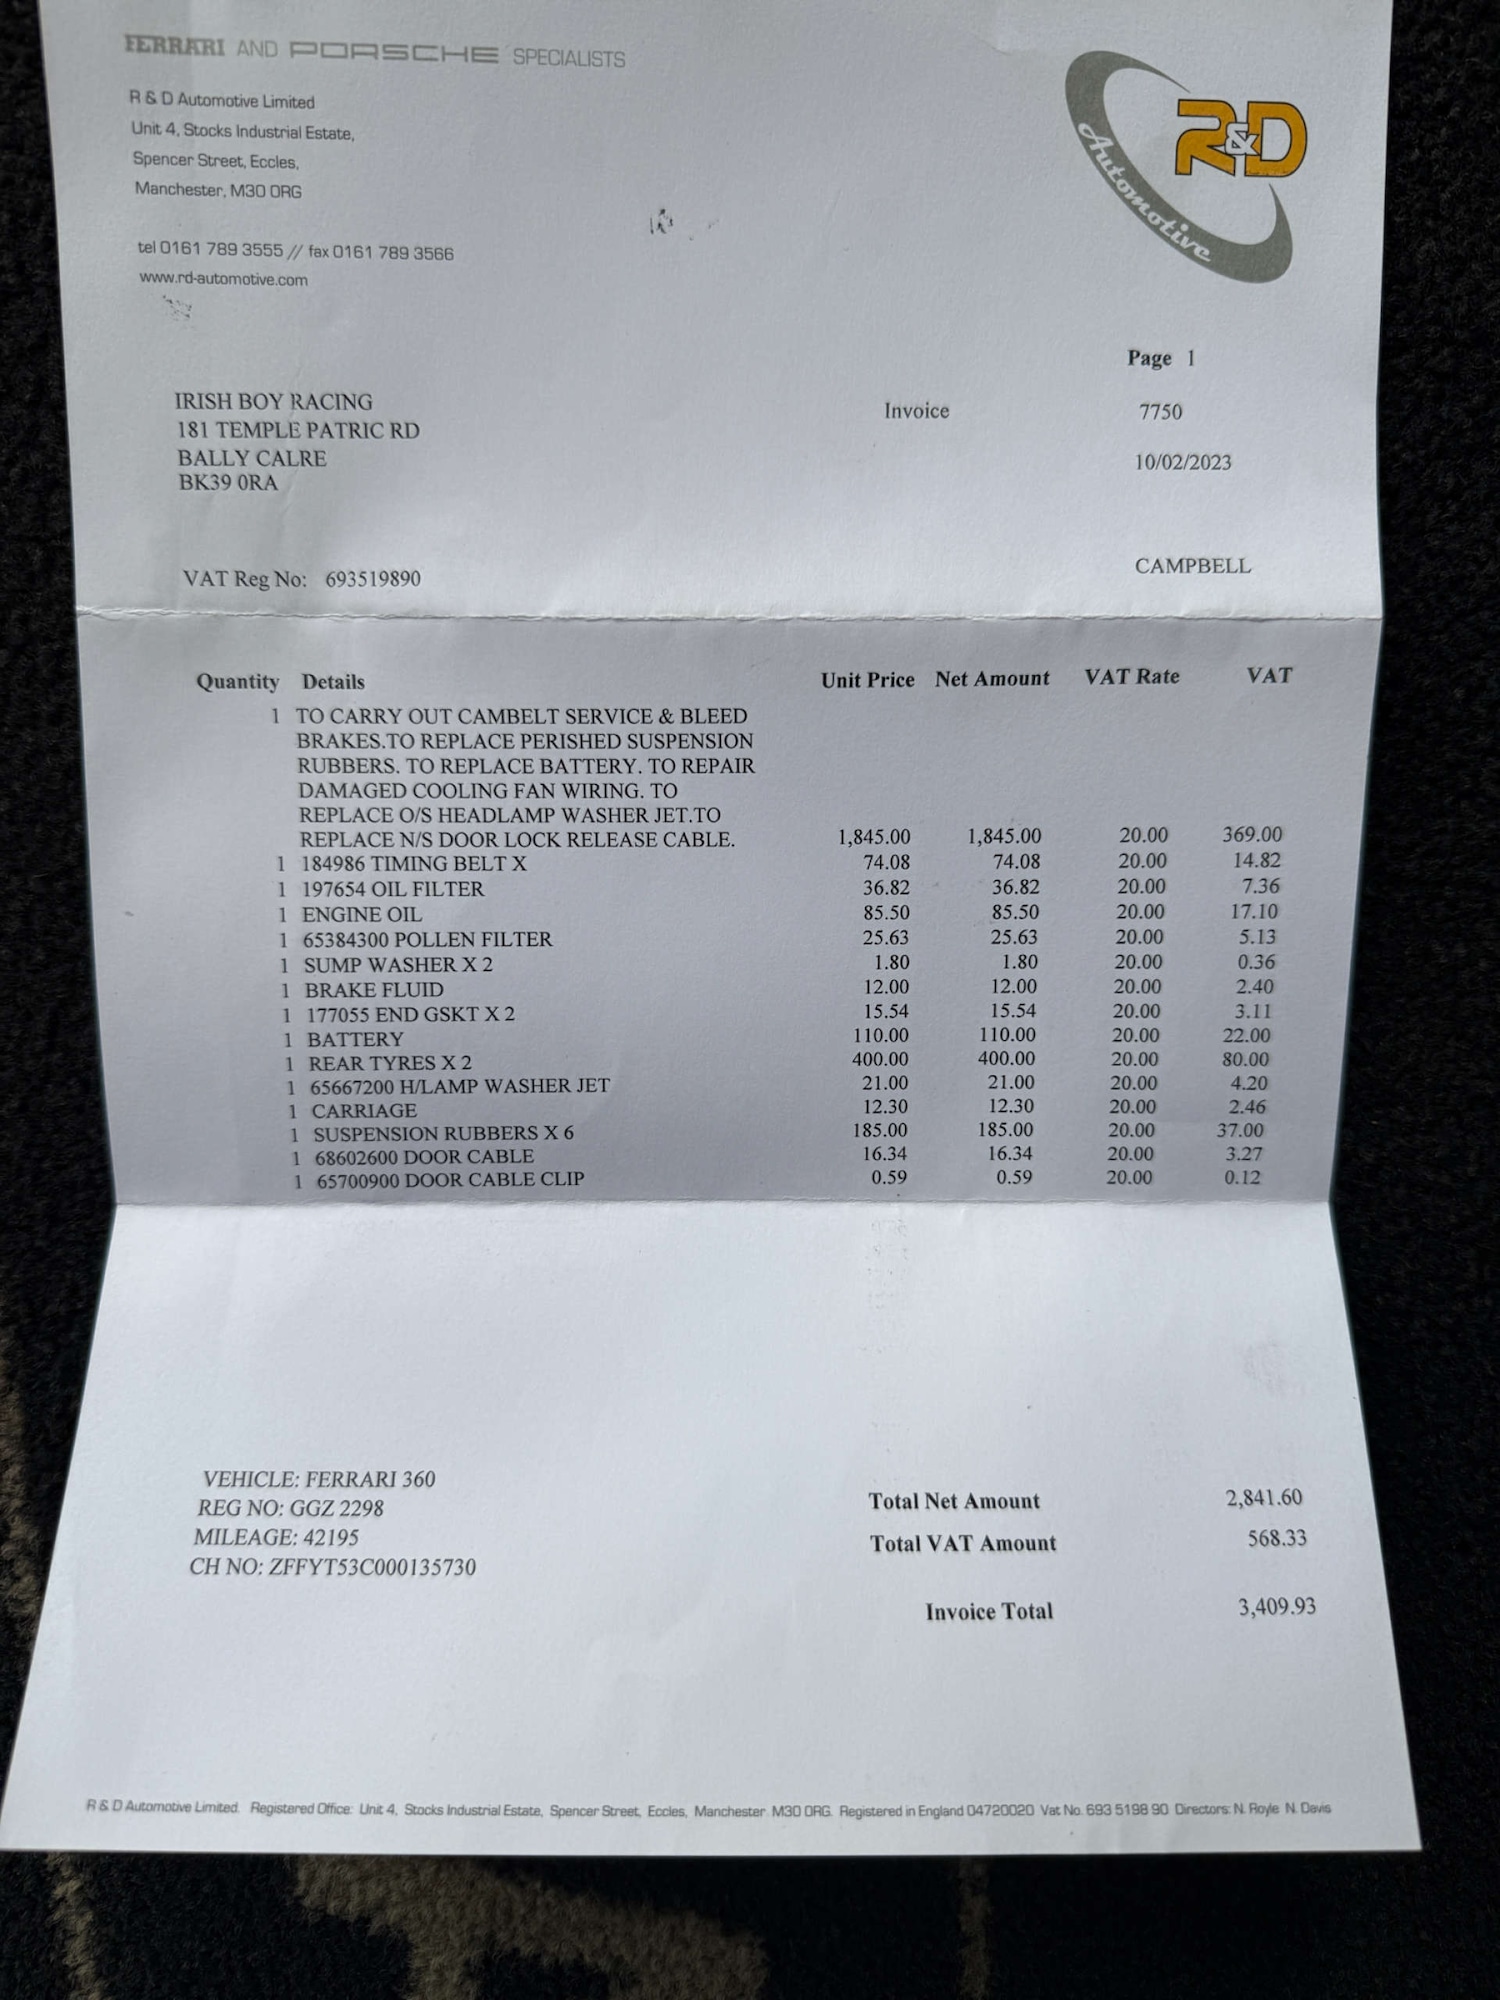 FERRARI AND PORSCHE SPECIALISTS
R & D Automotive Limited
Unit 4, Stocks Industrial Estate,
Spencer Street, Eccles,
Manchester, M30 0RG
tel 0161 789 3555 // fax 0161 789 3566
www.rd-automotive.com
R&D
Automotive
Page 1
IRISH BOY RACING
181 TEMPLE PATRIC RD
BALLY CALRE
BK39 0RA
Invoice 7750
10/02/2023
VAT Reg No: 693519890
CAMPBELL
Quantity Details Unit Price Net Amount VAT Rate VAT
1 TO CARRY OUT CAMBELT SERVICE & BLEED
BRAKES.TO REPLACE PERISHED SUSPENSION
RUBBERS. TO REPLACE BATTERY. TO REPAIR
DAMAGED COOLING FAN WIRING. TO
REPLACE O/S HEADLAMP WASHER JET.TO
REPLACE N/S DOOR LOCK RELEASE CABLE. 1,845.00 1,845.00 20.00 369.00
1 184986 TIMING BELT X 74.08 74.08 20.00 14.82
1 197654 OIL FILTER 36.82 36.82 20.00 7.36
1 ENGINE OIL 85.50 85.50 20.00 17.10
1 65384300 POLLEN FILTER 25.63 25.63 20.00 5.13
1 SUMP WASHER X 2 1.80 1.80 20.00 0.36
1 BRAKE FLUID 12.00 12.00 20.00 2.40
1 177055 END GSKT X 2 15.54 15.54 20.00 3.11
1 BATTERY 110.00 110.00 20.00 22.00
1 REAR TYRES X 2 400.00 400.00 20.00 80.00
1 65667200 H/LAMP WASHER JET 21.00 21.00 20.00 4.20
1 CARRIAGE 12.30 12.30 20.00 2.46
1 SUSPENSION RUBBERS X 6 185.00 185.00 20.00 37.00
1 68602600 DOOR CABLE 16.34 16.34 20.00 3.27
1 65700900 DOOR CABLE CLIP 0.59 0.59 20.00 0.12
VEHICLE: FERRARI 360
REG NO: GGZ 2298
MILEAGE: 42195
CH NO: ZFFYT53C000135730
Total Net Amount 2,841.60
Total VAT Amount 568.33
Invoice Total 3,409.93
R & D Automotive Limited. Registered Office: Unit 4, Stocks Industrial Estate, Spencer Street, Eccles, Manchester M30 0RG. Registered in England 04720020 Vat No. 693 5198 90 Directors: N. Royle N. Davis